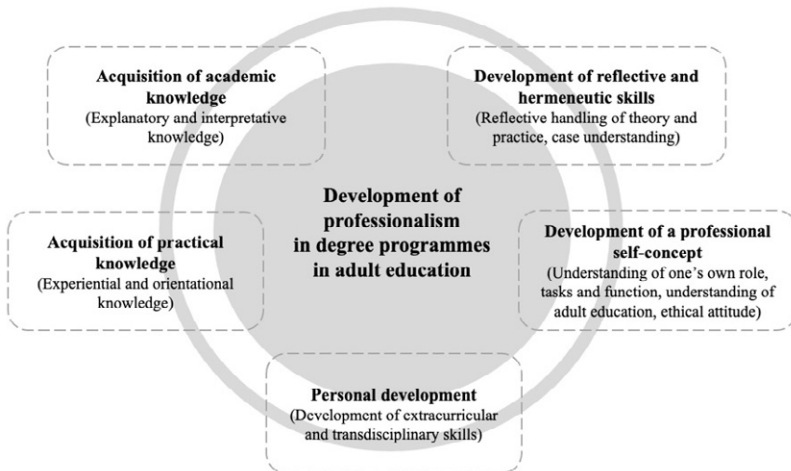 Acquisition of academic
knowledge
(Explanatory and interpretative
knowledge)
Development of reflective and
hermeneutic skills
(Reflective handling of theory and
practice, case understanding)
Development of
professionalism
in degree programmes
in adult education
Acquisition of practical
knowledge
(Experiential and orientational
knowledge)
Development of a professional
self-concept
(Understanding of one’s own role,
tasks and function, understanding of
adult education, ethical attitude)
Personal development
(Development of extracurricular
and transdisciplinary skills)